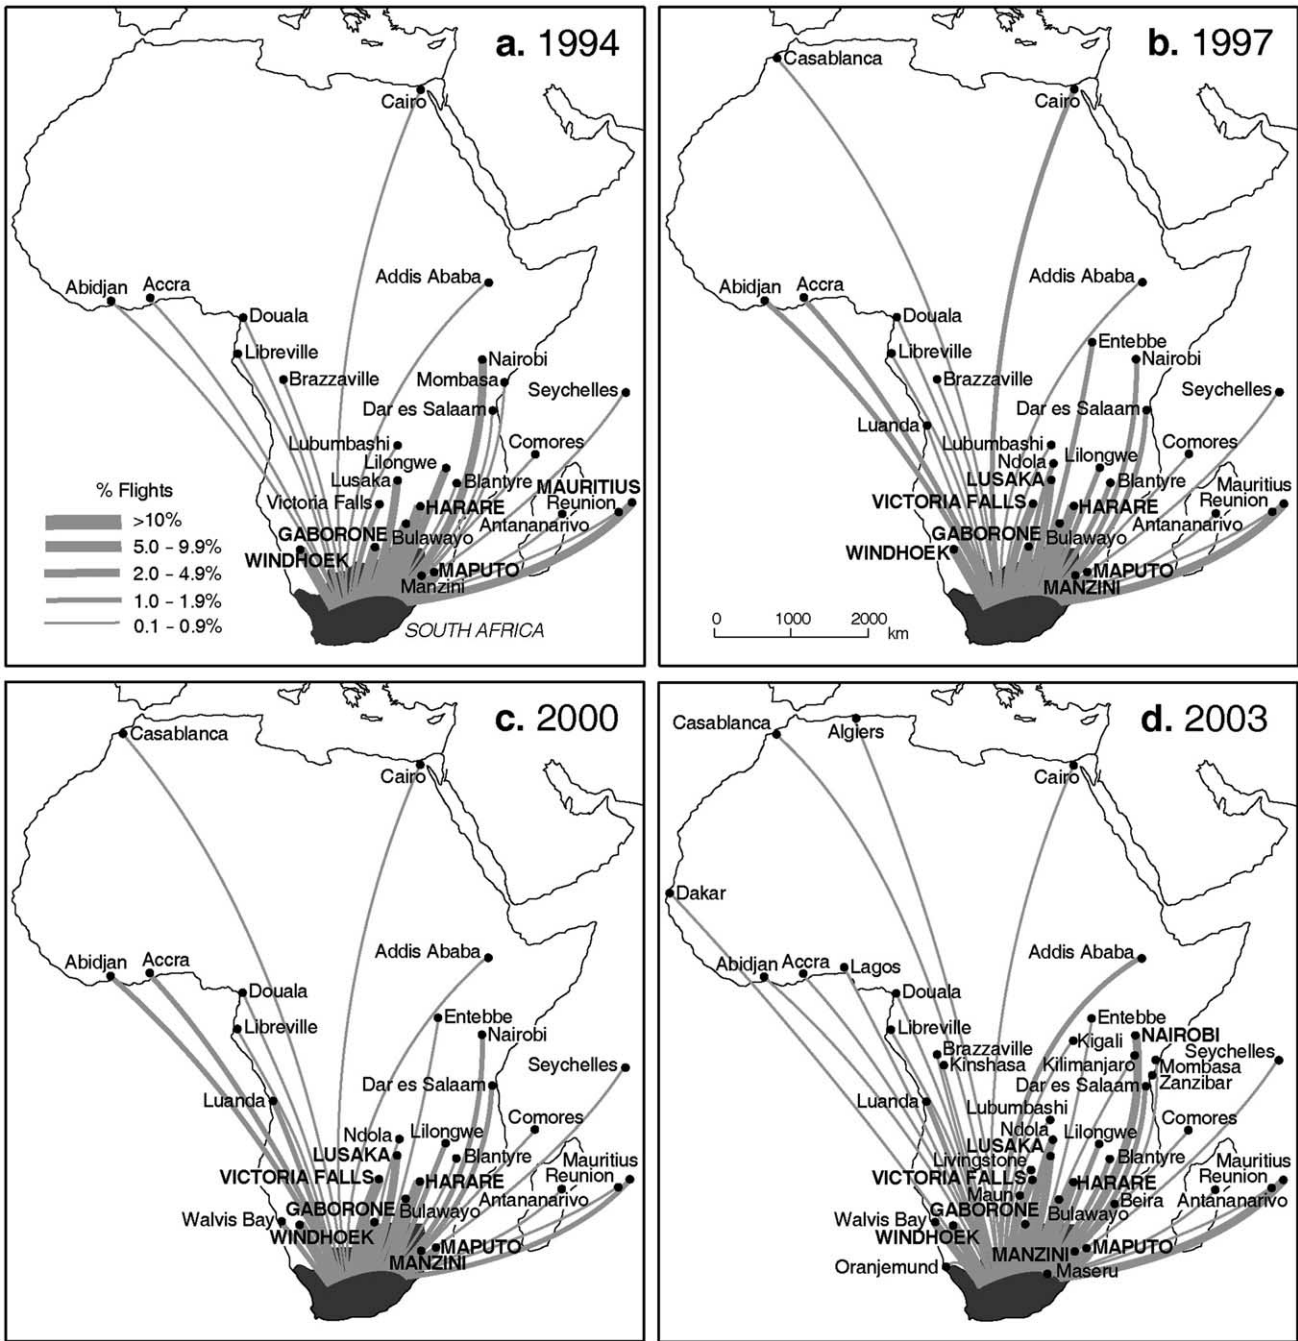 a. 1994
Cairo
Abidjan
Accra
Addis Ababa
Douala
Libreville
Nairobi
Brazzaville
Mombasa
Seychelles
Dar es Salaam
Lubumbashi
Comores
Lilongwe
Lusaka
Blantyre
MAURITIUS
% Flights
Victoria Falls
HARARE
Reunion
>10%
Antananarivo
GABORONE
Bulawayo
5.0 – 9.9%
WINDHOEK
2.0 – 4.9%
MAPUTO
Manzini
1.0 – 1.9%
0.1 – 0.9%
SOUTH AFRICA
b. 1997
Casablanca
Cairo
Addis Ababa
Abidjan
Accra
Douala
Entebbe
Libreville
Nairobi
Brazzaville
Seychelles
Dar es Salaam
Luanda
Lubumbashi
Comores
Ndola
Lilongwe
LUSAKA
Blantyre
Mauritius
VICTORIA FALLS
HARARE
Reunion
Antananarivo
GABORONE
Bulawayo
WINDHOEK
MAPUTO
MANZINI
0 1000 2000
km
c. 2000
Casablanca
Cairo
Abidjan
Accra
Addis Ababa
Douala
Entebbe
Libreville
Nairobi
Seychelles
Dar es Salaam
Luanda
Comores
Ndola
Lilongwe
LUSAKA
Blantyre
Mauritius
VICTORIA FALLS
HARARE
Reunion
Antananarivo
GABORONE
Bulawayo
Walvis Bay
WINDHOEK
MAPUTO
MANZINI
d. 2003
Casablanca
Algiers
Cairo
Dakar
Addis Ababa
Abidjan
Accra
Lagos
Douala
Entebbe
Libreville
NAIROBI
Kigali
Brazzaville
Seychelles
Kinshasa
Kilimanjaro
Mombasa
Dar es Salaam
Zanzibar
Luanda
Lubumbashi
Comores
Ndola
Lilongwe
LUSAKA
Blantyre
Livingstone
Mauritius
VICTORIA FALLS
Reunion
HARARE
Maun
Beira
Antananarivo
GABORONE
Bulawayo
Walvis Bay
WINDHOEK
MANZINI
MAPUTO
Oranjemund
Maseru